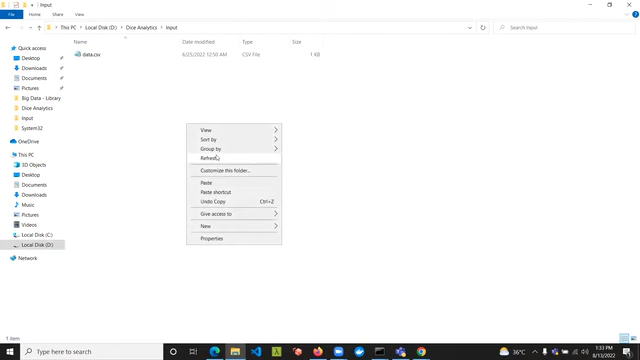 Input
File
Home
Share
View
This PC
Local Disk (D:)
Dice Analytics
Input
Search Input
Name
Date modified
Type
Size
Quick access
Desktop
Downloads
Documents
Pictures
Big Data - Library
Dice Analytics
Input
System32
OneDrive
This PC
3D Objects
Desktop
Documents
Downloads
Music
Pictures
Videos
Local Disk (C:)
Local Disk (D:)
Network
data.csv
6/25/2022 12:50 AM
CSV File
1 KB
View
Sort by
Group by
Refresh
Customize this folder...
Paste
Paste shortcut
Undo Copy
Ctrl+Z
Give access to
New
Properties
1 item
Type here to search
36°C
1:33 PM
8/13/2022